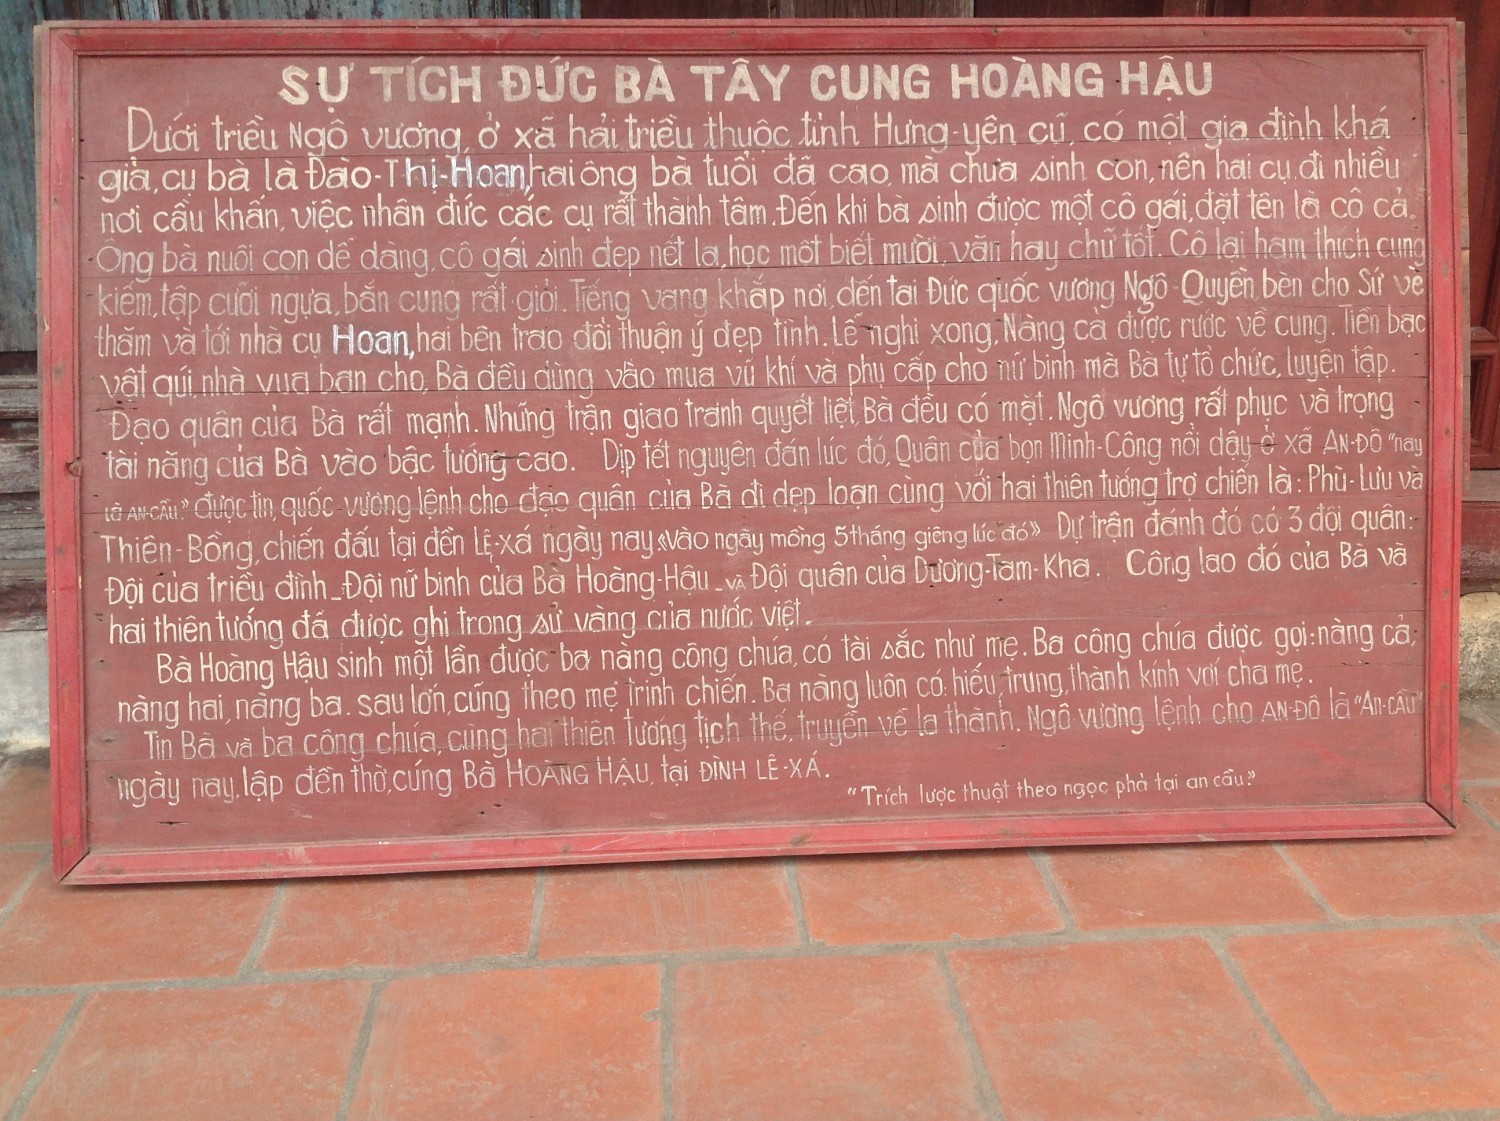 SỰ TÍCH ĐỨC BÀ TÂY CUNG HOÀNG HẬU
Dưới triều Ngô vương, ở xã hải triều thuộc tỉnh Hưng-yên cũ, có một gia đình khá
giả, cụ bà là Đào-Thị-Hoan, hai ông bà tuổi đã cao, mà chưa sinh con, nên hai cụ đi nhiều
nơi cầu khấn, việc nhân đức các cụ rất thành tâm. Đến khi bà sinh được một cô gái, đặt tên là cô cả.
Ông bà nuôi con dễ dàng, cô gái sinh đẹp nết la, học một biết mười, văn hay chữ tốt. Cô lại ham thích cung
kiếm, tập cưỡi ngựa, bắn cung rất giỏi. Tiếng vang khắp nơi, đến tai Đức quốc vương Ngô-Quyền, bèn cho Sứ về
thăm và tới nhà cụ Hoan, hai bên trao đổi thuận ý đẹp tình. Lễ nghi xong, Nàng cả được rước về cung. Tiền bạc
vật qúi, nhà vua ban cho, Bà đều dùng vào mua vũ khí và phụ cấp cho nữ binh mà Bà tự tổ chức, luyện tập.
Đạo quân của Bà rất mạnh. Những trận giao tranh quyết liệt, Bà đều có mặt. Ngô vương rất phục và trọng
tài năng của Bà vào bậc tướng cao. Dịp tết nguyên đán lúc đó, Quân của bọn Minh-Công nổi dậy ở xã AN-ĐÔ "nay
là AN-CẦU." được tin, quốc vương lệnh cho đạo quân của Bà đi dẹp loạn cùng với hai thiên tướng trợ chiến là: Phù-Lưu và
Thiên-Bồng, chiến đấu tại đền Lệ-xá ngày nay «Vào ngày mồng 5 tháng giêng lúc đó» Dự trận đánh đó có 3 đội quân:
Đội của triều đình_Đội nữ binh của Bà Hoàng-Hậu_và Đội quân của Dương-Tam-Kha. Công lao đó của Bà và
hai thiên tướng đã được ghi trong sử vàng của nước việt.
Bà Hoàng Hậu sinh một lần được ba nàng công chúa, có tài sắc như mẹ. Ba công chúa được gọi: nàng cả,
nàng hai, nàng ba. sau lớn, cũng theo mẹ trinh chiến. Ba nàng luôn có: hiếu, trung, thành kính với cha mẹ.
Tin Bà và ba công chúa, cùng hai thiên tướng tịch thế, truyền về la thành. Ngô-vương lệnh cho AN-ĐÔ là "AN-CẦU"
ngày nay, lập đền thờ, cúng Bà HOÀNG HẬU, tại ĐÌNH LỆ-XÁ.
"Trích lược thuật theo ngọc phả tại an cầu."